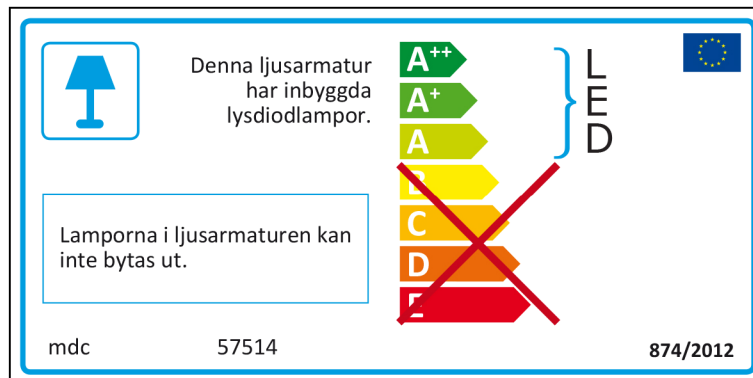 Denna ljusarmatur
har inbyggda
lysdiodlampor.
A++
A+
A
B
C
D
E
L
E
D
Lamporna i ljusarmaturen kan
inte bytas ut.
mdc 57514 874/2012